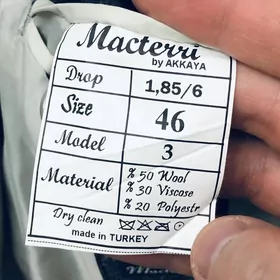 Macterri
by AKKAYA
Drop 1,85/6
Size 46
Model 3
Material % 50 Wool
% 30 Viscose
% 20 Polyestr
Dry clean
made in TURKEY